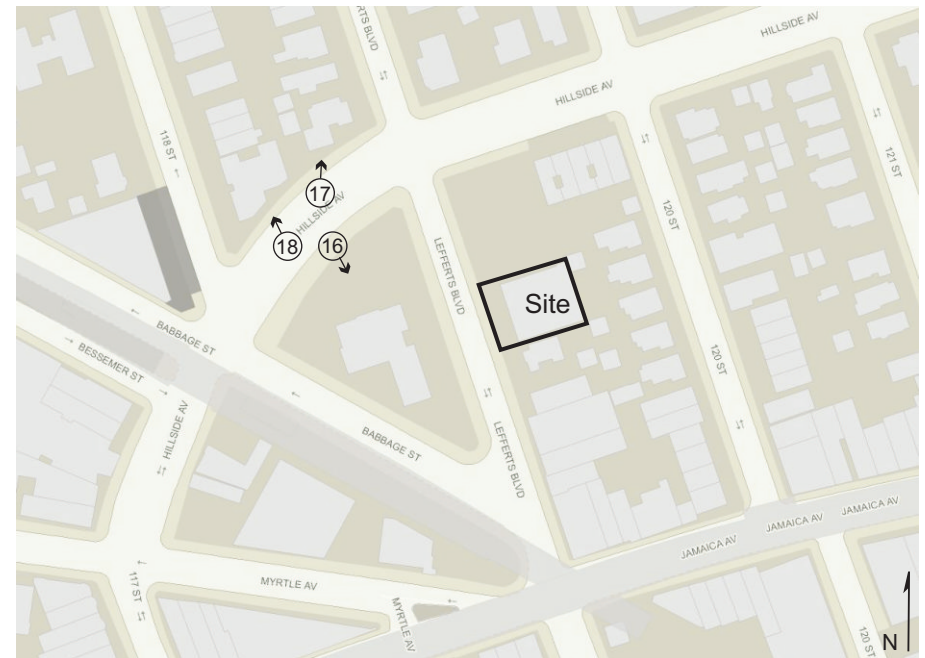 HILLSIDE AV
RTS BLVD
HILLSIDE AV
118 ST
17
HILLSIDE AV
18
16
121 ST
120 ST
LEFFERTS BLVD
Site
BABBAGE ST
BESSEMER ST
120 ST
HILLSIDE AV
BABBAGE ST
LEFFERTS BLVD
JAMAICA AV
JAMAICA AV
JAMAICA AV
MYRTLE AV
117 ST
MYRTLE AV
120 ST
N